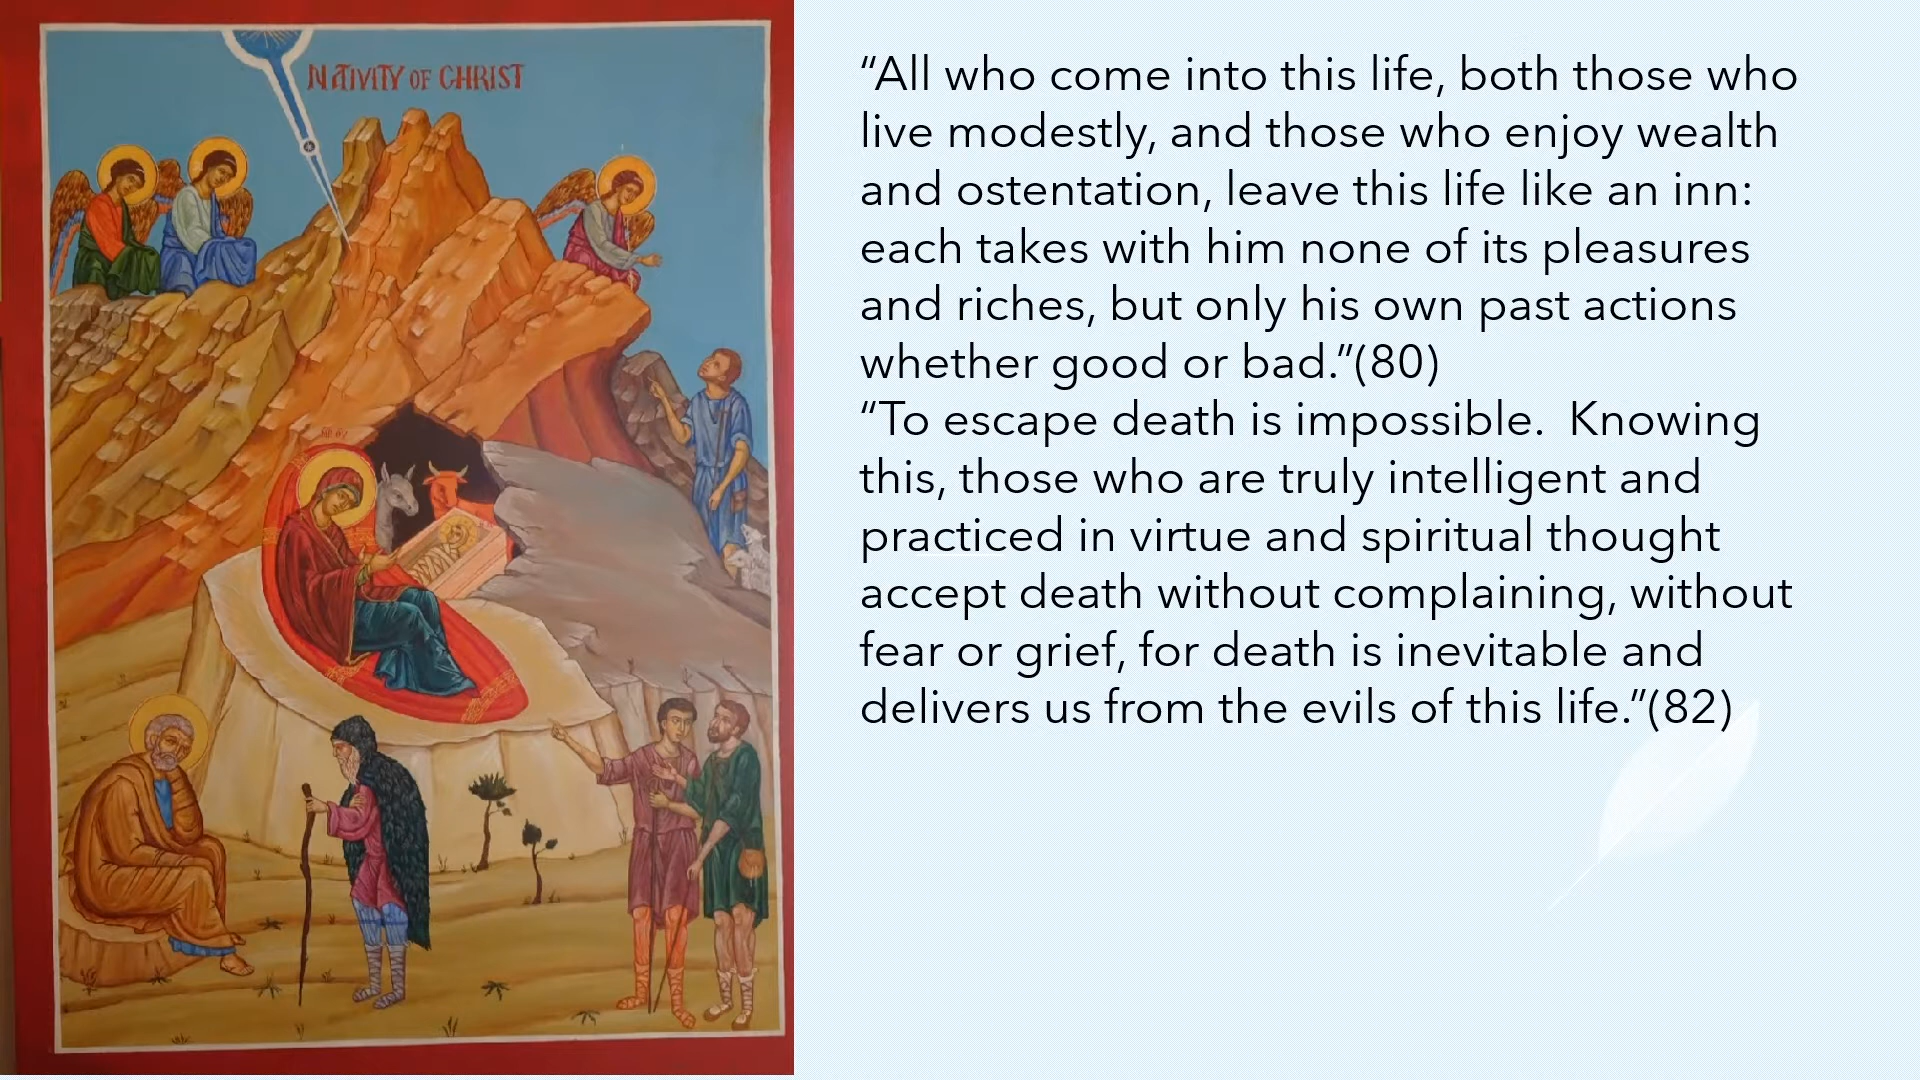 NATIVITY OF CHRIST
“All who come into this life, both those who
live modestly, and those who enjoy wealth
and ostentation, leave this life like an inn:
each takes with him none of its pleasures
and riches, but only his own past actions
whether good or bad.”(80)
“To escape death is impossible.  Knowing
this, those who are truly intelligent and
practiced in virtue and spiritual thought
accept death without complaining, without
fear or grief, for death is inevitable and
delivers us from the evils of this life.”(82)